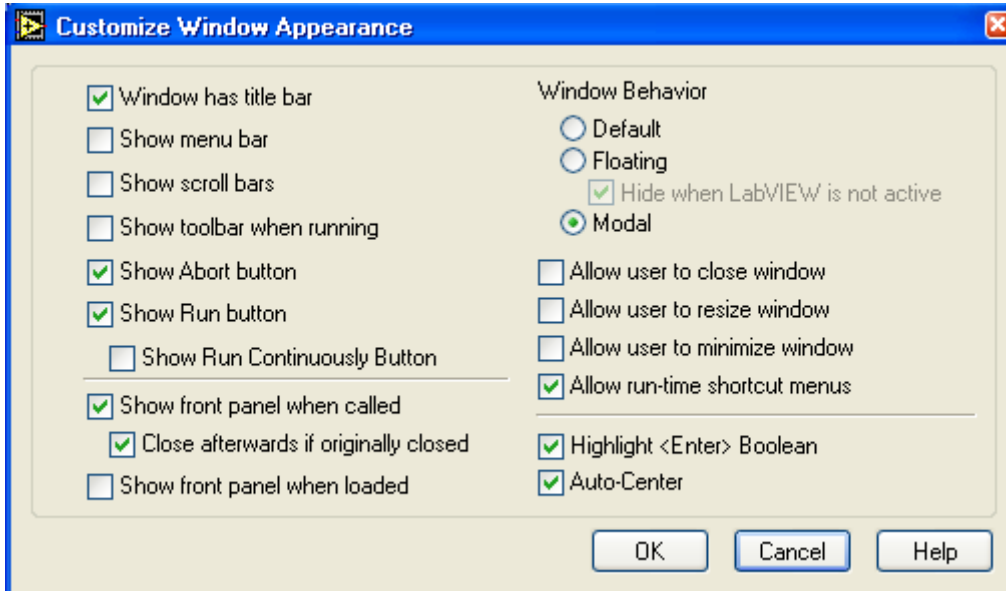 Customize Window Appearance
Window has title bar
Show menu bar
Show scroll bars
Show toolbar when running
Show Abort button
Show Run button
Show Run Continuously Button
Show front panel when called
Close afterwards if originally closed
Show front panel when loaded
Window Behavior
Default
Floating
Hide when LabVIEW is not active
Modal
Allow user to close window
Allow user to resize window
Allow user to minimize window
Allow run-time shortcut menus
Highlight <Enter> Boolean
Auto-Center
OK
Cancel
Help